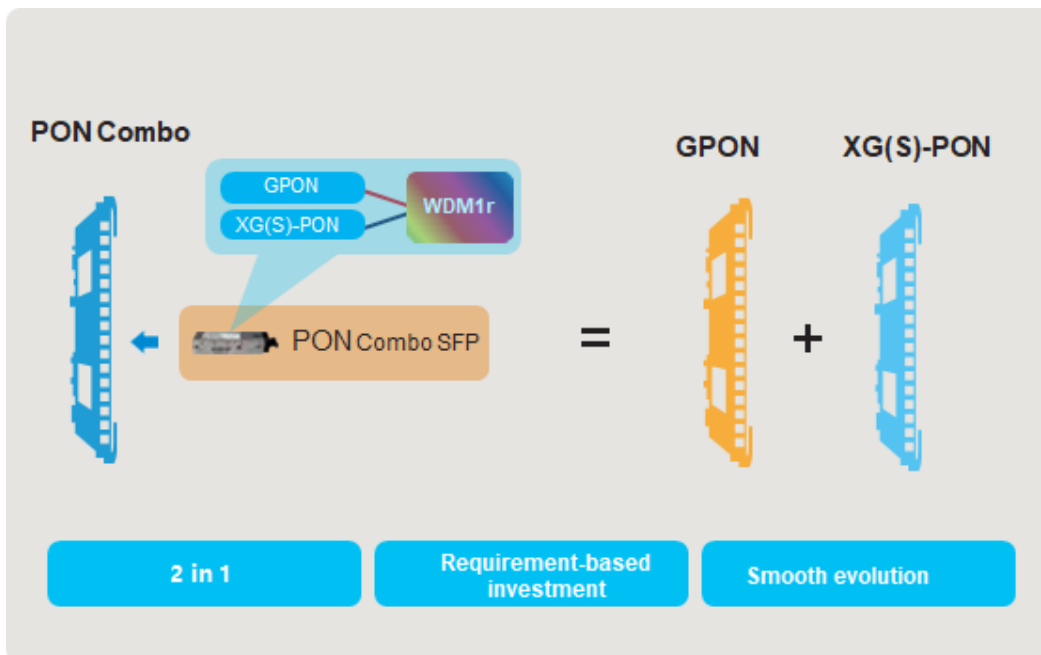 PON Combo
GPON
XG(S)-PON
WDM1r
PON Combo SFP
=
GPON
+
XG(S)-PON
2 in 1
Requirement-based
investment
Smooth evolution